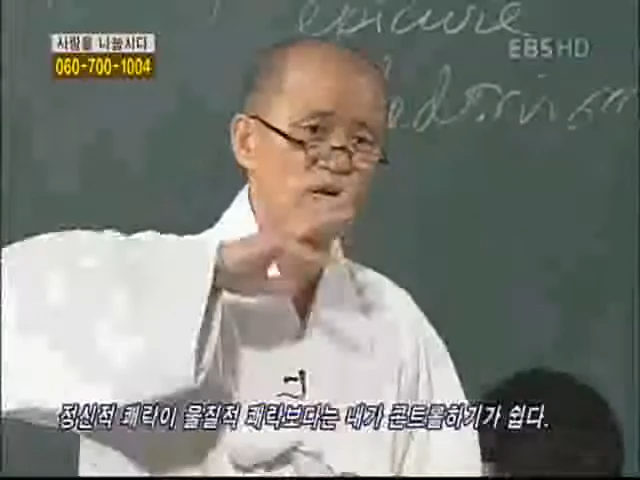 epicure
EBS HD
사랑을 나눕시다
060-700-1004
hedonism
정신적 쾌락이 물질적 쾌락보다는 내가 콘트롤하기가 쉽다.